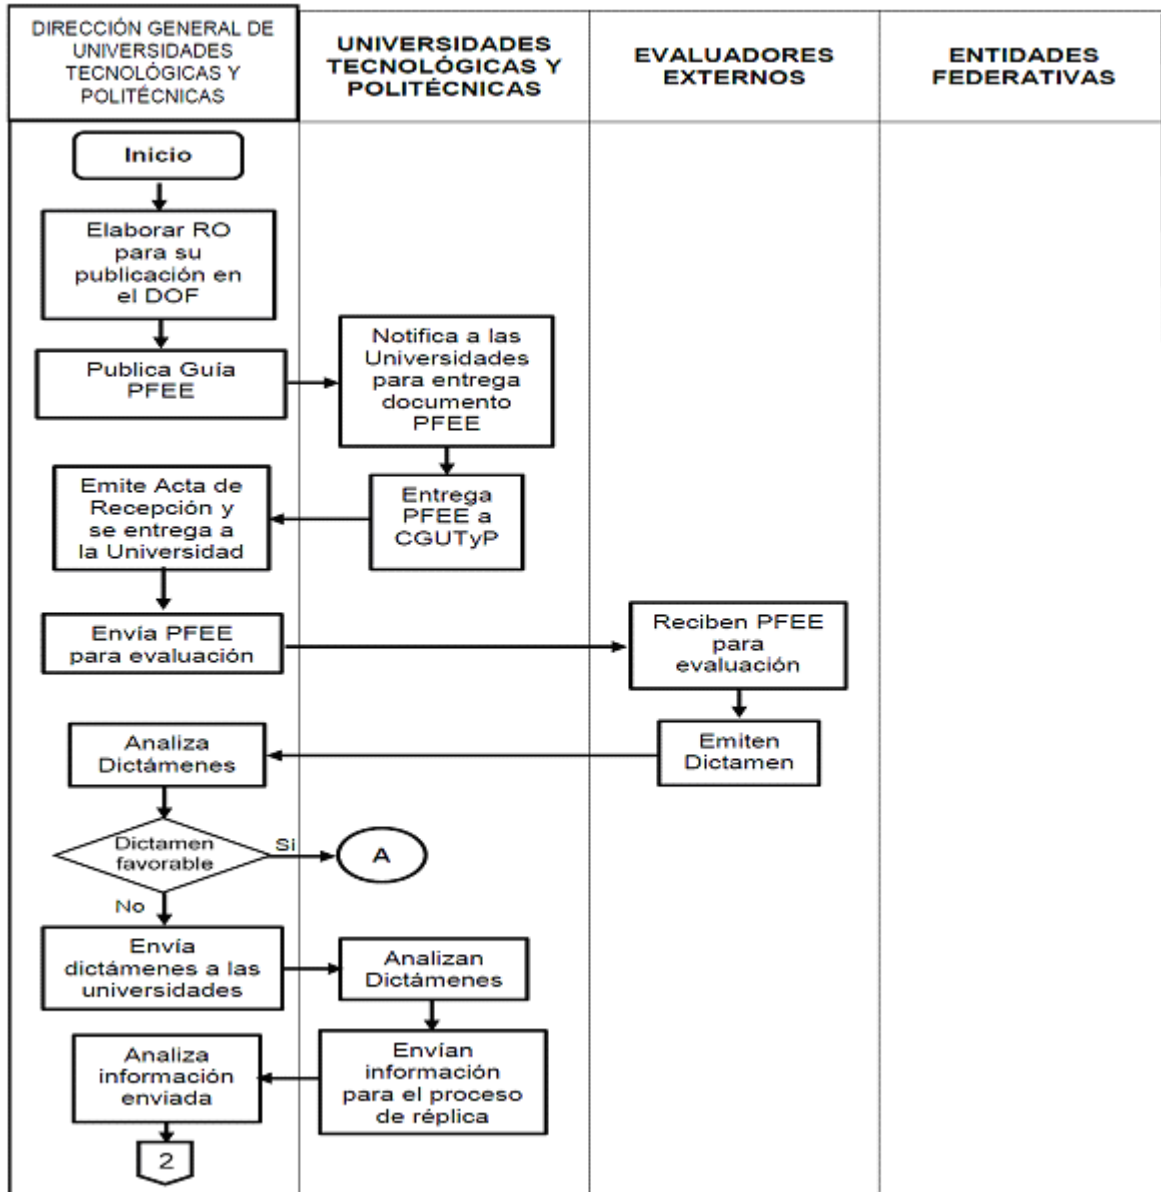 DIRECCIÓN GENERAL DE
UNIVERSIDADES
TECNOLÓGICAS Y
POLITÉCNICAS
UNIVERSIDADES
TECNOLÓGICAS Y
POLITÉCNICAS
EVALUADORES
EXTERNOS
ENTIDADES
FEDERATIVAS
Inicio
Elaborar RO
para su
publicación en
el DOF
Publica Guía
PFEE
Notifica a las
Universidades
para entrega
documento
PFEE
Entrega
PFEE a
CGUTyP
Emite Acta de
Recepción y
se entrega a
la Universidad
Envía PFEE
para evaluación
Reciben PFEE
para
evaluación
Emiten
Dictamen
Analiza
Dictámenes
Dictamen
favorable
Si
A
No
Envía
dictámenes a las
universidades
Analizan
Dictámenes
Envían
información
para el proceso
de réplica
Analiza
información
enviada
2